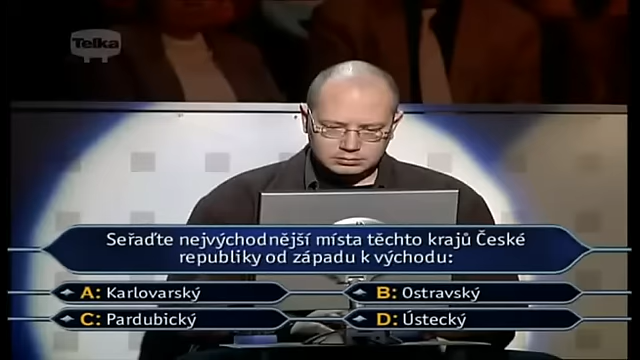 Telka
Seřaďte nejvýchodnější místa těchto krajů České
republiky od západu k východu:
A: Karlovarský
B: Ostravský
C: Pardubický
D: Ústecký